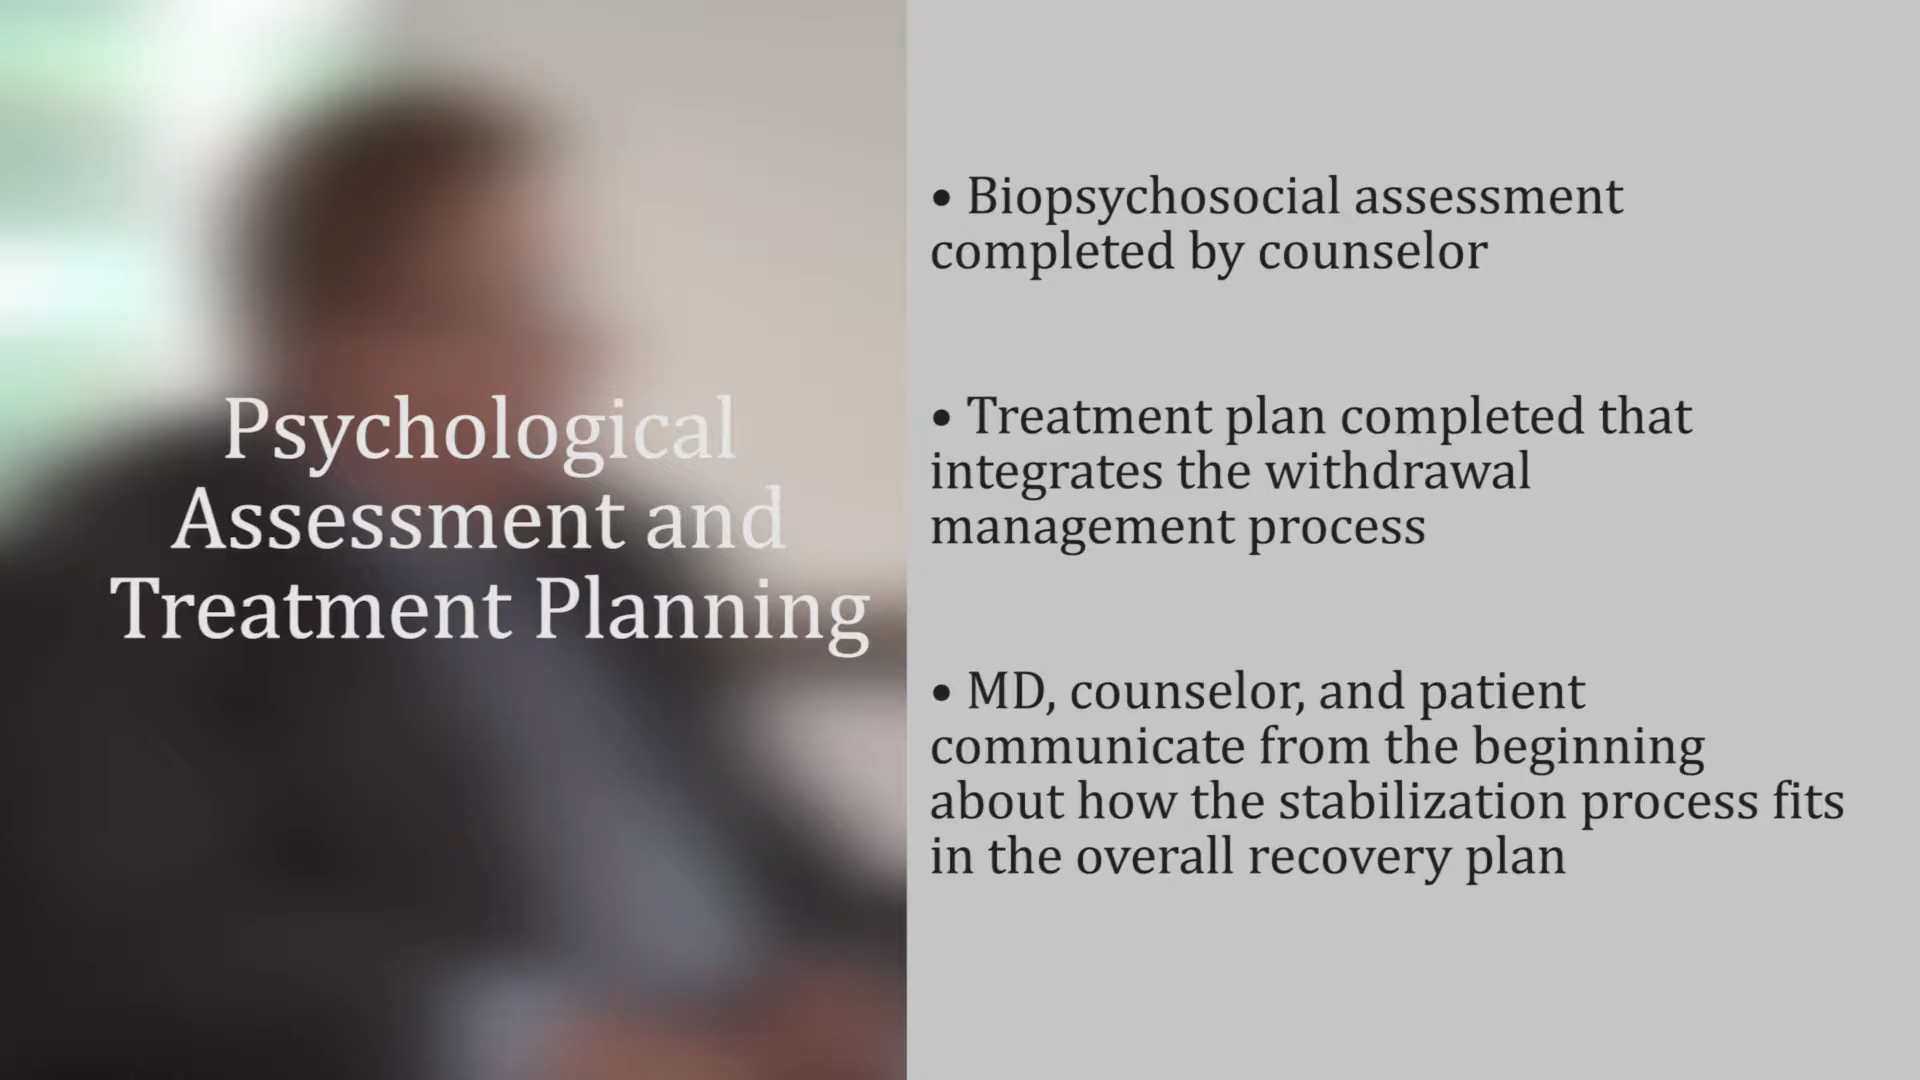 Psychological
Assessment and
Treatment Planning
• Biopsychosocial assessment
completed by counselor
• Treatment plan completed that
integrates the withdrawal
management process
• MD, counselor, and patient
communicate from the beginning
about how the stabilization process fits
in the overall recovery plan